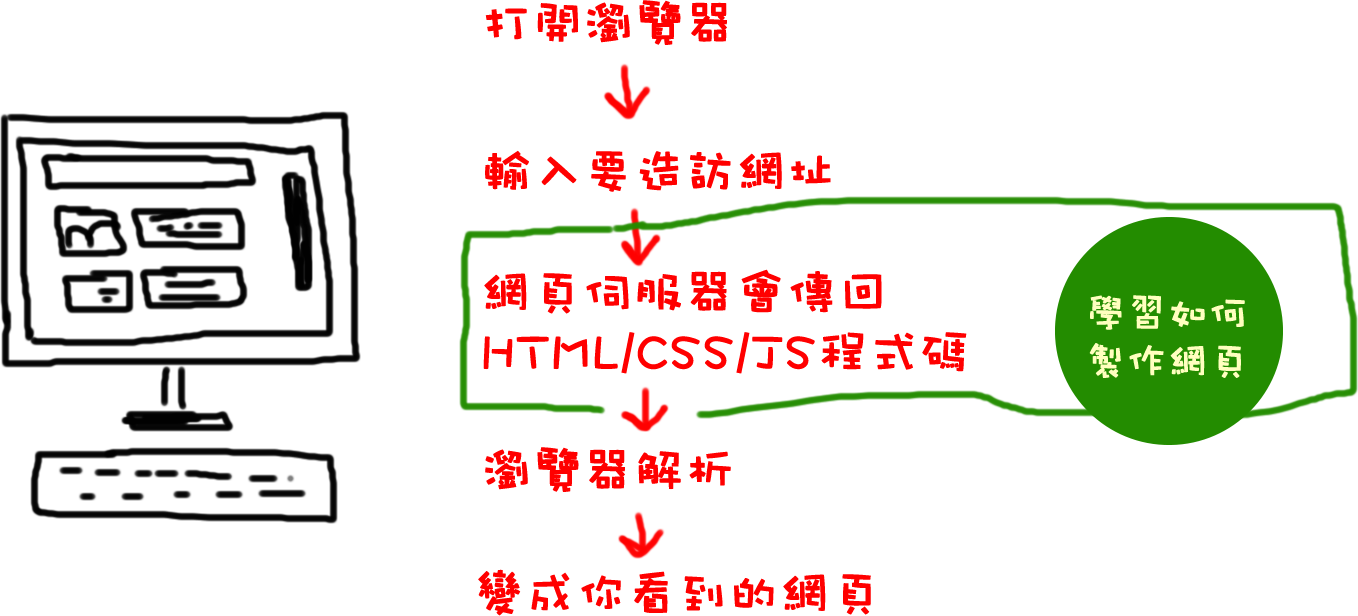 打開瀏覽器
輸入要造訪網址
網頁伺服器會傳回
HTML/CSS/JS程式碼
學習如何
製作網頁
瀏覽器解析
變成你看到的網頁